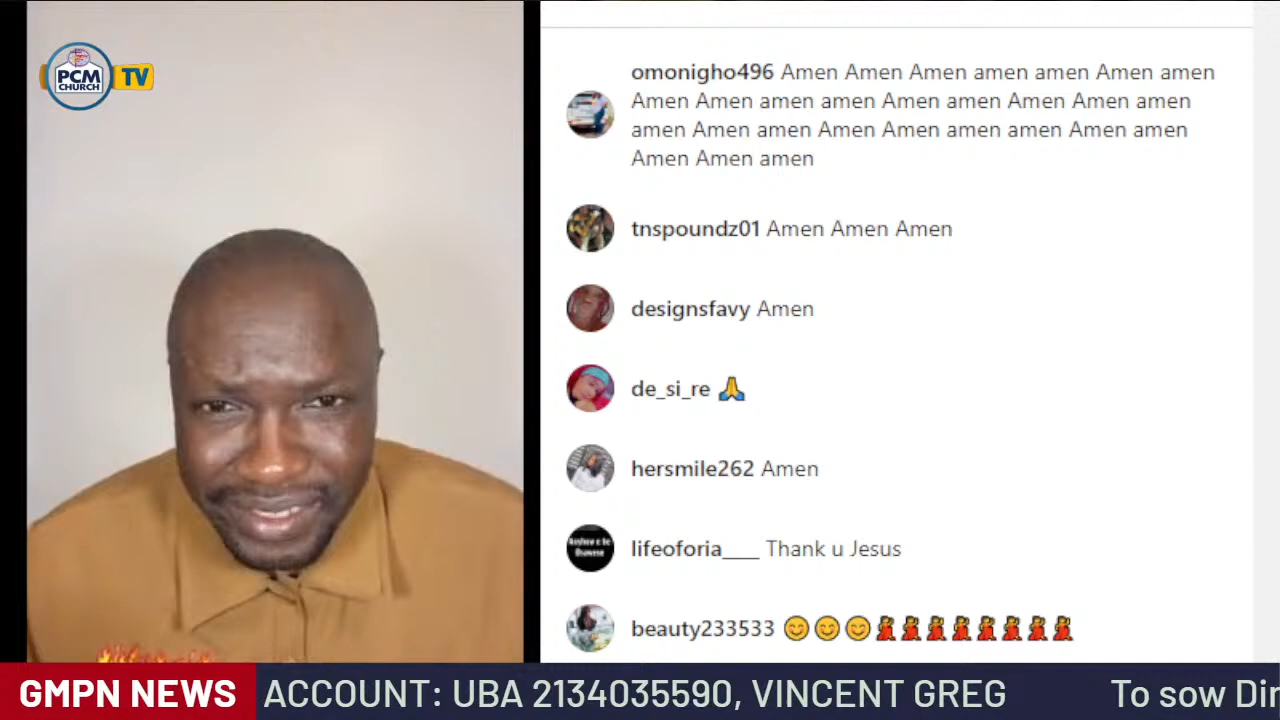 PCM
CHURCH
TV
omonigho496 Amen Amen Amen amen amen Amen amen
Amen Amen amen amen Amen amen Amen Amen amen
amen Amen amen Amen Amen amen amen Amen amen
Amen Amen amen
tnspoundz01 Amen Amen Amen
designsfavy Amen
de_si_re 🙏
hersmile262 Amen
lifeoforia___ Thank u Jesus
beauty233533 😊😊😊💃💃💃💃💃💃💃💃
GMPN NEWS ACCOUNT: UBA 2134035590, VINCENT GREG To sow Dir